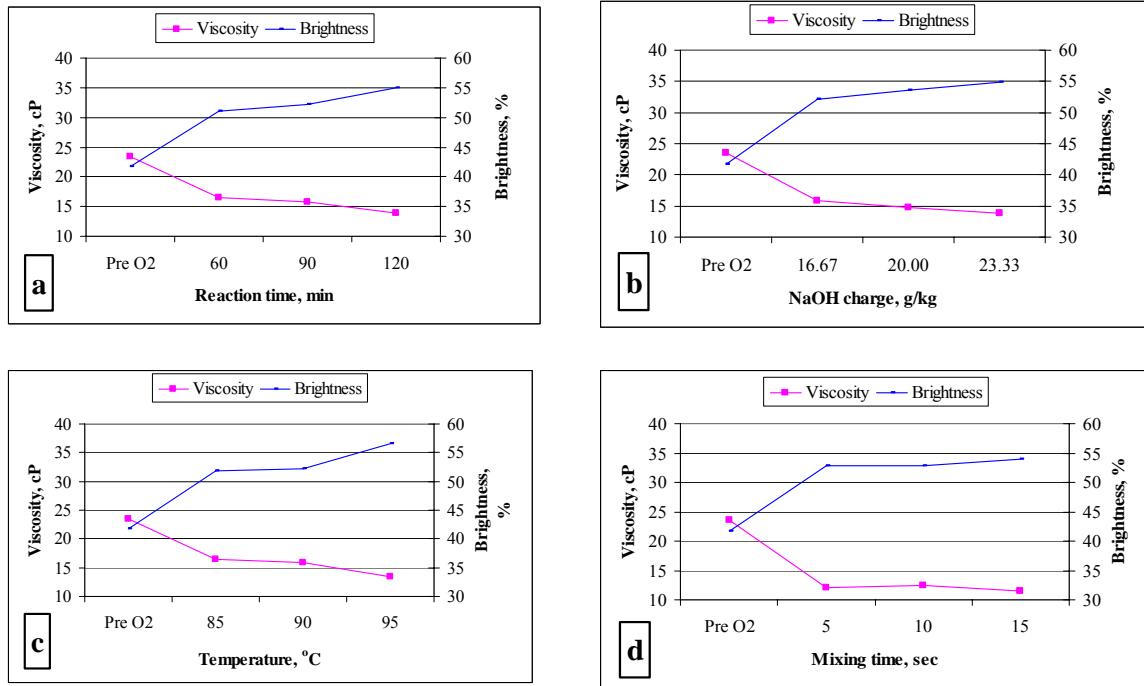 Viscosity Brightness
40 60
35 55
30 50
25 45
20 40
15 35
10 30
Viscosity, cP
Brightness, %
Pre O2 60 90 120
Reaction time, min
a
Viscosity Brightness
40 60
35 55
30 50
25 45
20 40
15 35
10 30
Viscosity, cP
Brightness, %
Pre O2 16.67 20.00 23.33
NaOH charge, g/kg
b
Viscosity Brightness
40 60
35 55
30 50
25 45
20 40
15 35
10 30
Viscosity, cP
Brightness,
%
Pre O2 85 90 95
Temperature, °C
c
Viscosity Brightness
40 60
35 55
30 50
25 45
20 40
15 35
10 30
Viscosity, cP
Brightness, %
Pre O2 5 10 15
Mixing time, sec
d